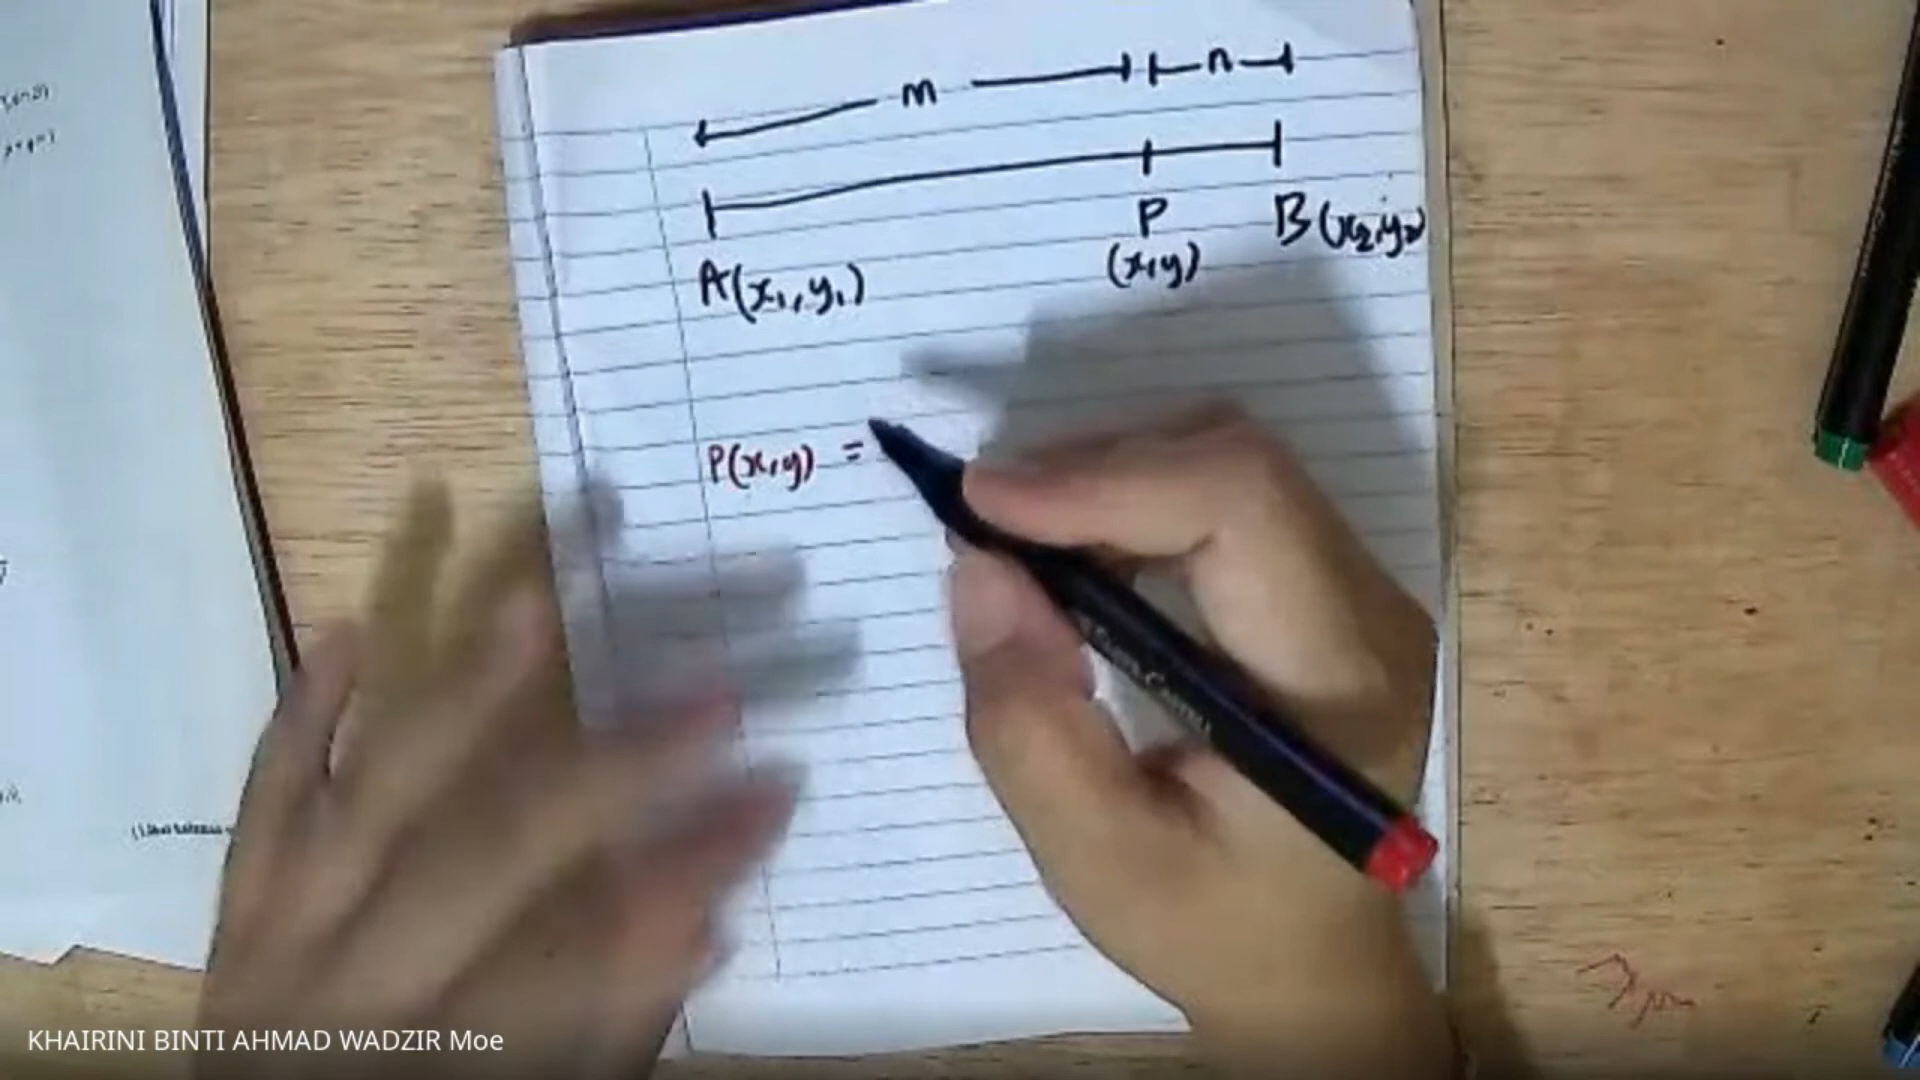 m n
P B(x₂,y₂)
A(x₁,y₁) (x,y)
P(x,y) =
KHAIRINI BINTI AHMAD WADZIR Moe